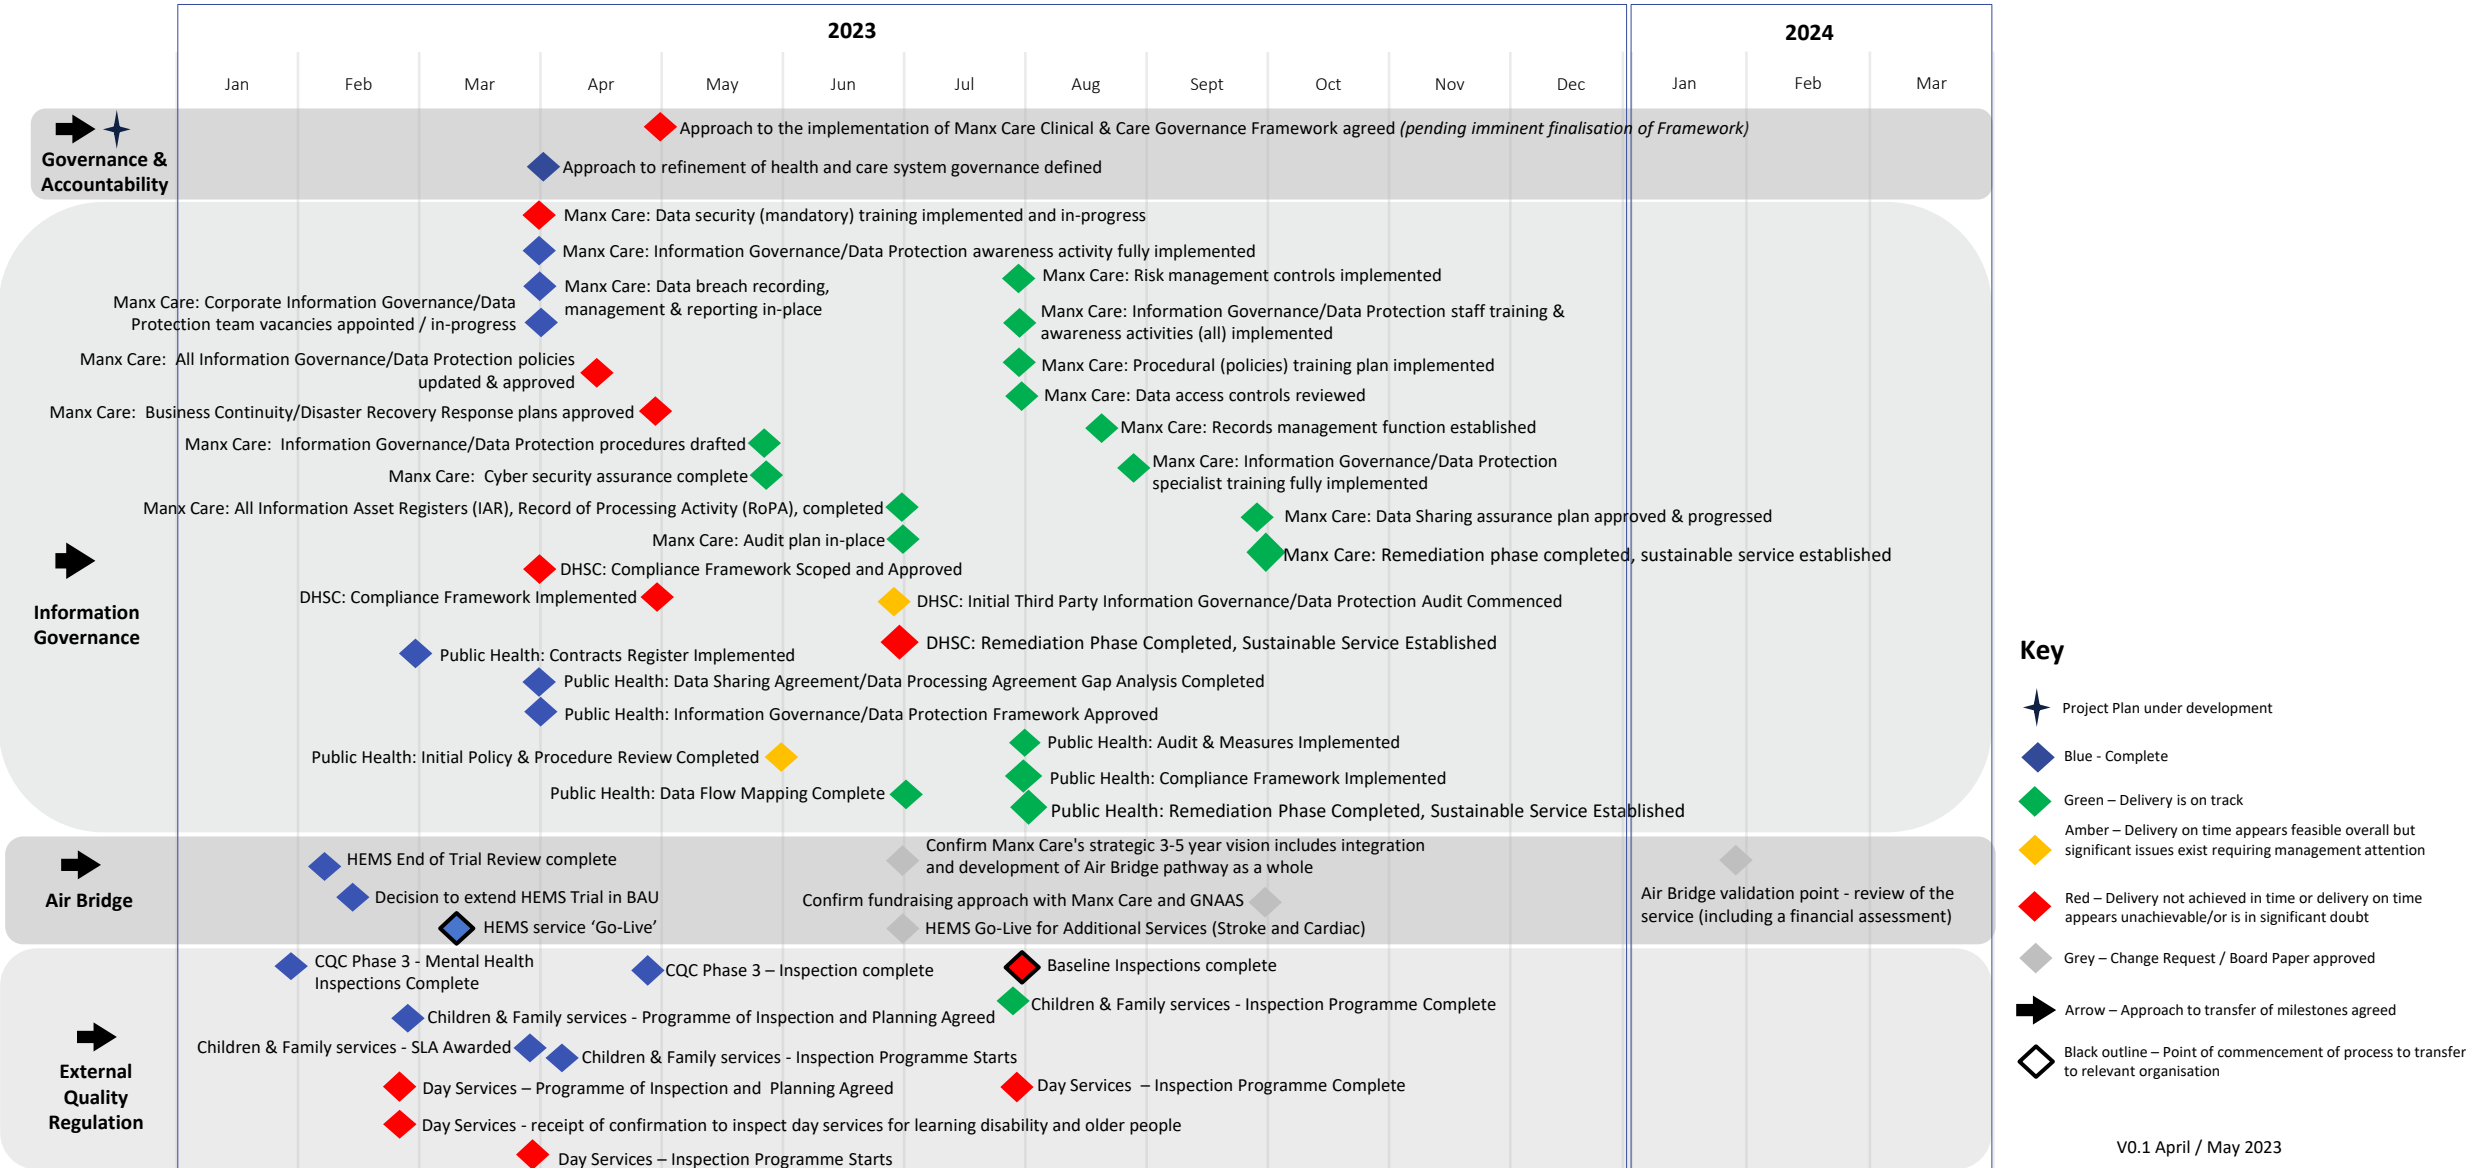 2023
2024
Jan
Feb
Mar
Apr
May
Jun
Jul
Aug
Sept
Oct
Nov
Dec
Jan
Feb
Mar
Governance &
Accountability
Approach to the implementation of Manx Care Clinical & Care Governance Framework agreed (pending imminent finalisation of Framework)
Approach to refinement of health and care system governance defined
Information
Governance
Manx Care: Data security (mandatory) training implemented and in-progress
Manx Care: Information Governance/Data Protection awareness activity fully implemented
Manx Care: Data breach recording,
management & reporting in-place
Manx Care: Corporate Information Governance/Data
Protection team vacancies appointed / in-progress
Manx Care: All Information Governance/Data Protection policies
updated & approved
Manx Care: Business Continuity/Disaster Recovery Response plans approved
Manx Care: Information Governance/Data Protection procedures drafted
Manx Care: Cyber security assurance complete
Manx Care: All Information Asset Registers (IAR), Record of Processing Activity (RoPA), completed
Manx Care: Audit plan in-place
Manx Care: Risk management controls implemented
Manx Care: Information Governance/Data Protection staff training &
awareness activities (all) implemented
Manx Care: Procedural (policies) training plan implemented
Manx Care: Data access controls reviewed
Manx Care: Records management function established
Manx Care: Information Governance/Data Protection
specialist training fully implemented
Manx Care: Data Sharing assurance plan approved & progressed
Manx Care: Remediation phase completed, sustainable service established
DHSC: Compliance Framework Scoped and Approved
DHSC: Compliance Framework Implemented
DHSC: Initial Third Party Information Governance/Data Protection Audit Commenced
DHSC: Remediation Phase Completed, Sustainable Service Established
Public Health: Contracts Register Implemented
Public Health: Data Sharing Agreement/Data Processing Agreement Gap Analysis Completed
Public Health: Information Governance/Data Protection Framework Approved
Public Health: Initial Policy & Procedure Review Completed
Public Health: Data Flow Mapping Complete
Public Health: Audit & Measures Implemented
Public Health: Compliance Framework Implemented
Public Health: Remediation Phase Completed, Sustainable Service Established
Air Bridge
HEMS End of Trial Review complete
Decision to extend HEMS Trial in BAU
HEMS service ‘Go-Live’
Confirm Manx Care's strategic 3-5 year vision includes integration
and development of Air Bridge pathway as a whole
Confirm fundraising approach with Manx Care and GNAAS
HEMS Go-Live for Additional Services (Stroke and Cardiac)
Air Bridge validation point - review of the
service (including a financial assessment)
External
Quality
Regulation
CQC Phase 3 - Mental Health
Inspections Complete
CQC Phase 3 – Inspection complete
Baseline Inspections complete
Children & Family services - Inspection Programme Complete
Children & Family services - Programme of Inspection and Planning Agreed
Children & Family services - SLA Awarded
Children & Family services - Inspection Programme Starts
Day Services – Programme of Inspection and Planning Agreed
Day Services – Inspection Programme Complete
Day Services - receipt of confirmation to inspect day services for learning disability and older people
Day Services – Inspection Programme Starts
Key
Project Plan under development
Blue - Complete
Green – Delivery is on track
Amber – Delivery on time appears feasible overall but
significant issues exist requiring management attention
Red – Delivery not achieved in time or delivery on time
appears unachievable/or is in significant doubt
Grey – Change Request / Board Paper approved
Arrow – Approach to transfer of milestones agreed
Black outline – Point of commencement of process to transfer
to relevant organisation
V0.1 April / May 2023